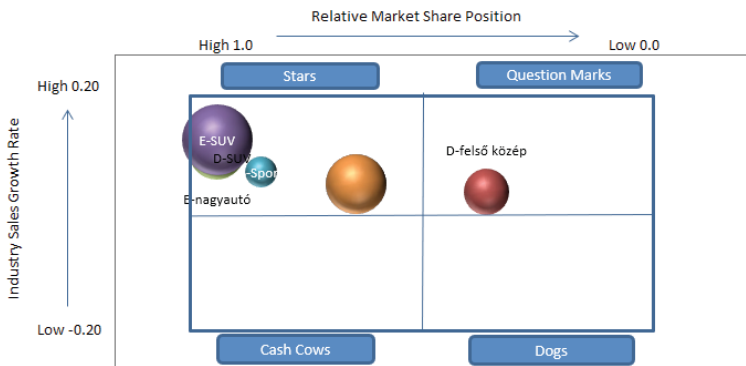 Relative Market Share Position
High 1.0
Low 0.0
Stars
Question Marks
High 0.20
Industry Sales Growth Rate
E-SUV
D-felső közép
D-SUV
-Spor
E-nagyautó
Low -0.20
Cash Cows
Dogs